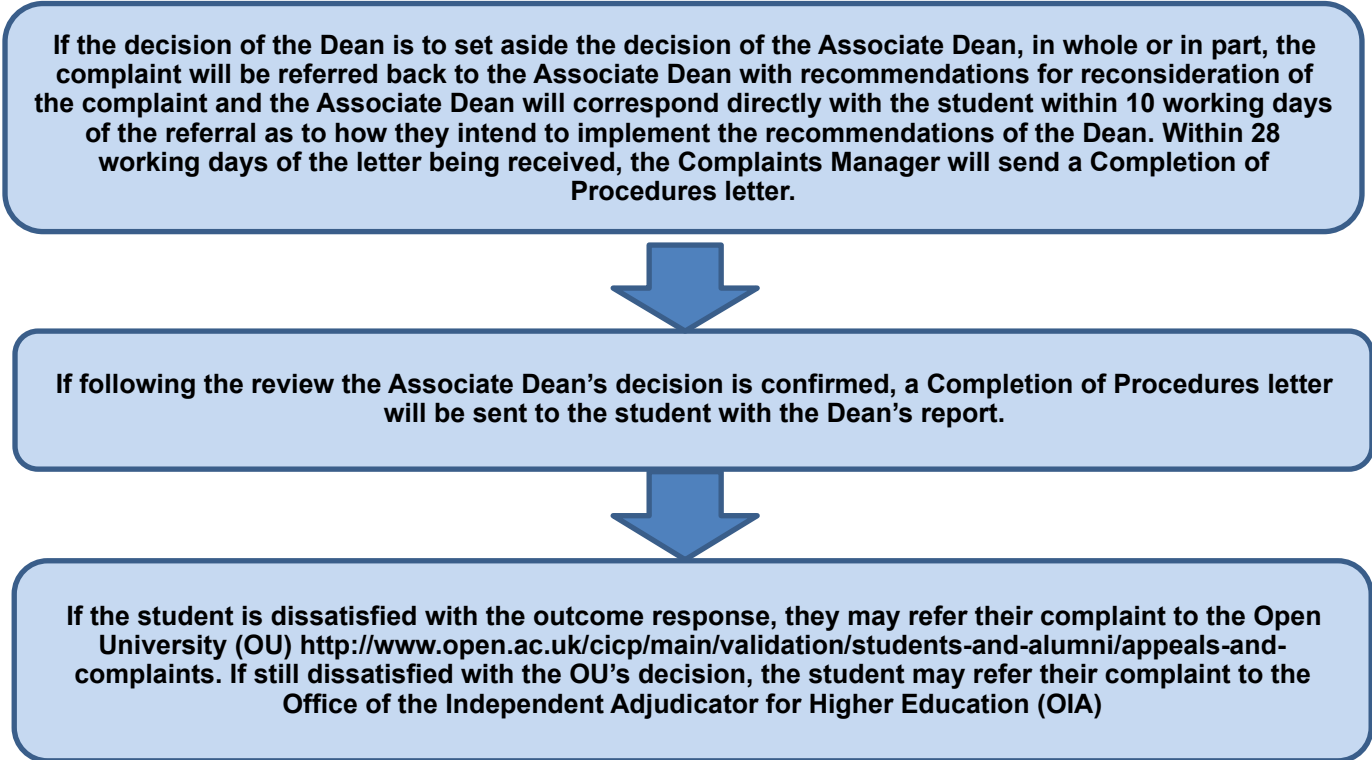 If the decision of the Dean is to set aside the decision of the Associate Dean, in whole or in part, the
complaint will be referred back to the Associate Dean with recommendations for reconsideration of
the complaint and the Associate Dean will correspond directly with the student within 10 working days
of the referral as to how they intend to implement the recommendations of the Dean. Within 28
working days of the letter being received, the Complaints Manager will send a Completion of
Procedures letter.
If following the review the Associate Dean’s decision is confirmed, a Completion of Procedures letter
will be sent to the student with the Dean’s report.
If the student is dissatisfied with the outcome response, they may refer their complaint to the Open
University (OU) http://www.open.ac.uk/cicp/main/validation/students-and-alumni/appeals-and-
complaints. If still dissatisfied with the OU’s decision, the student may refer their complaint to the
Office of the Independent Adjudicator for Higher Education (OIA)